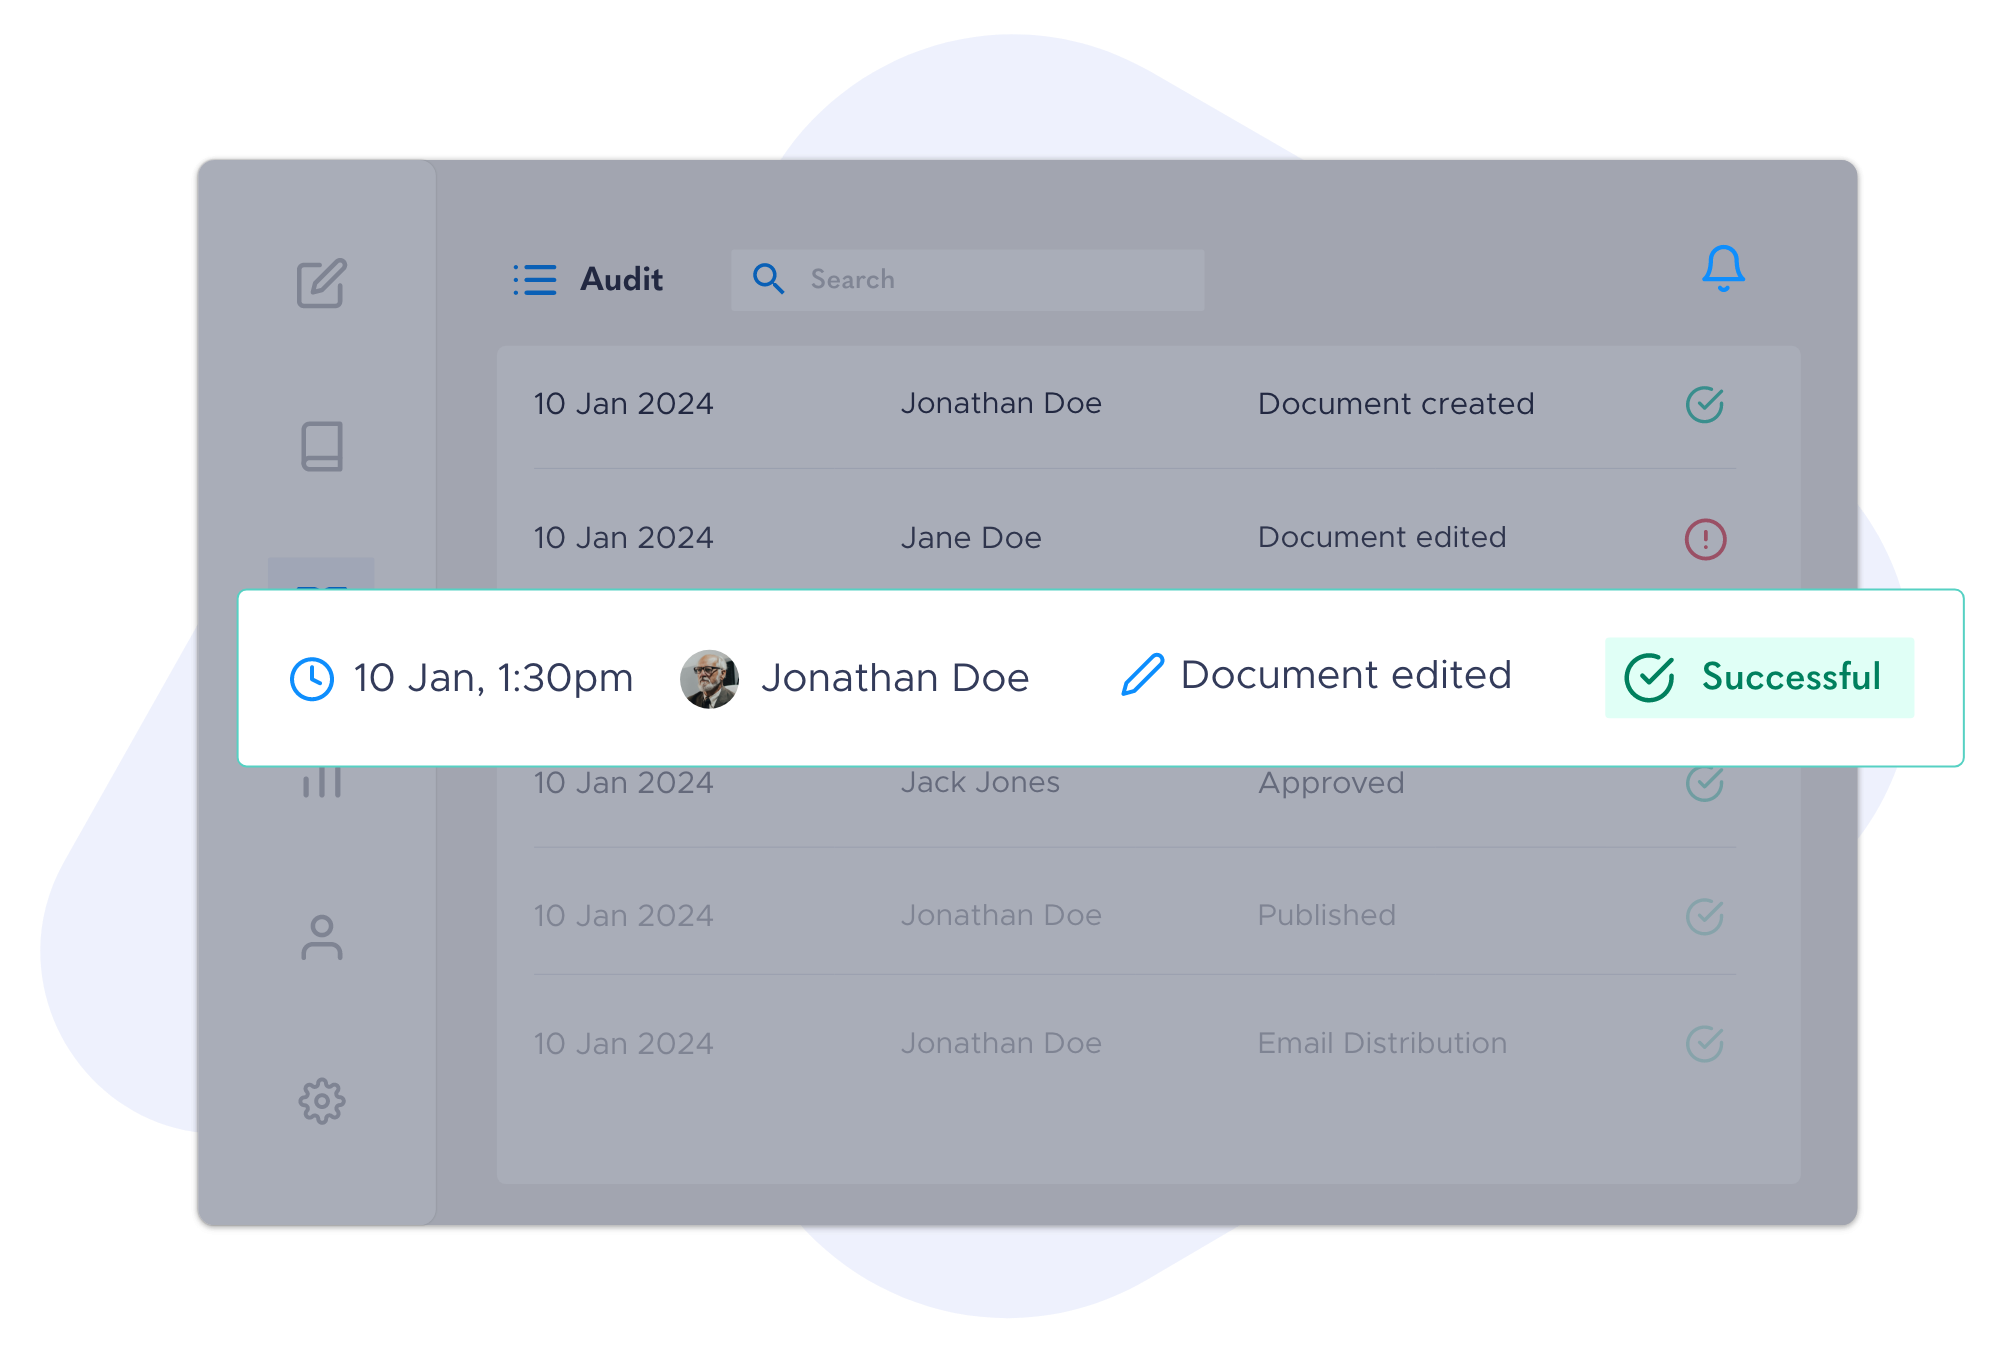 Audit
Search
10 Jan 2024 Jonathan Doe Document created
10 Jan 2024 Jane Doe Document edited
10 Jan, 1:30pm Jonathan Doe Document edited Successful
10 Jan 2024 Jack Jones Approved
10 Jan 2024 Jonathan Doe Published
10 Jan 2024 Jonathan Doe Email Distribution